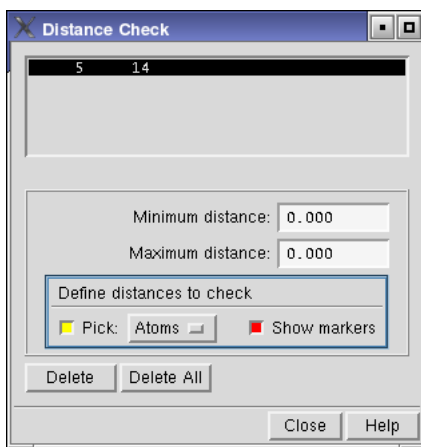 Distance Check
5 14
Minimum distance: 0.000
Maximum distance: 0.000
Define distances to check
Pick: Atoms Show markers
Delete Delete All
Close Help